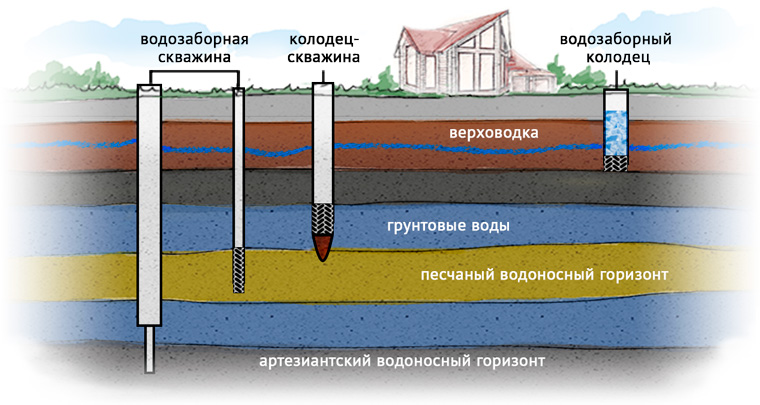 водозаборная
скважина
колодец-
скважина
водозаборный
колодец
верховодка
грунтовые воды
песчаный водоносный горизонт
артезиантский водоносный горизонт